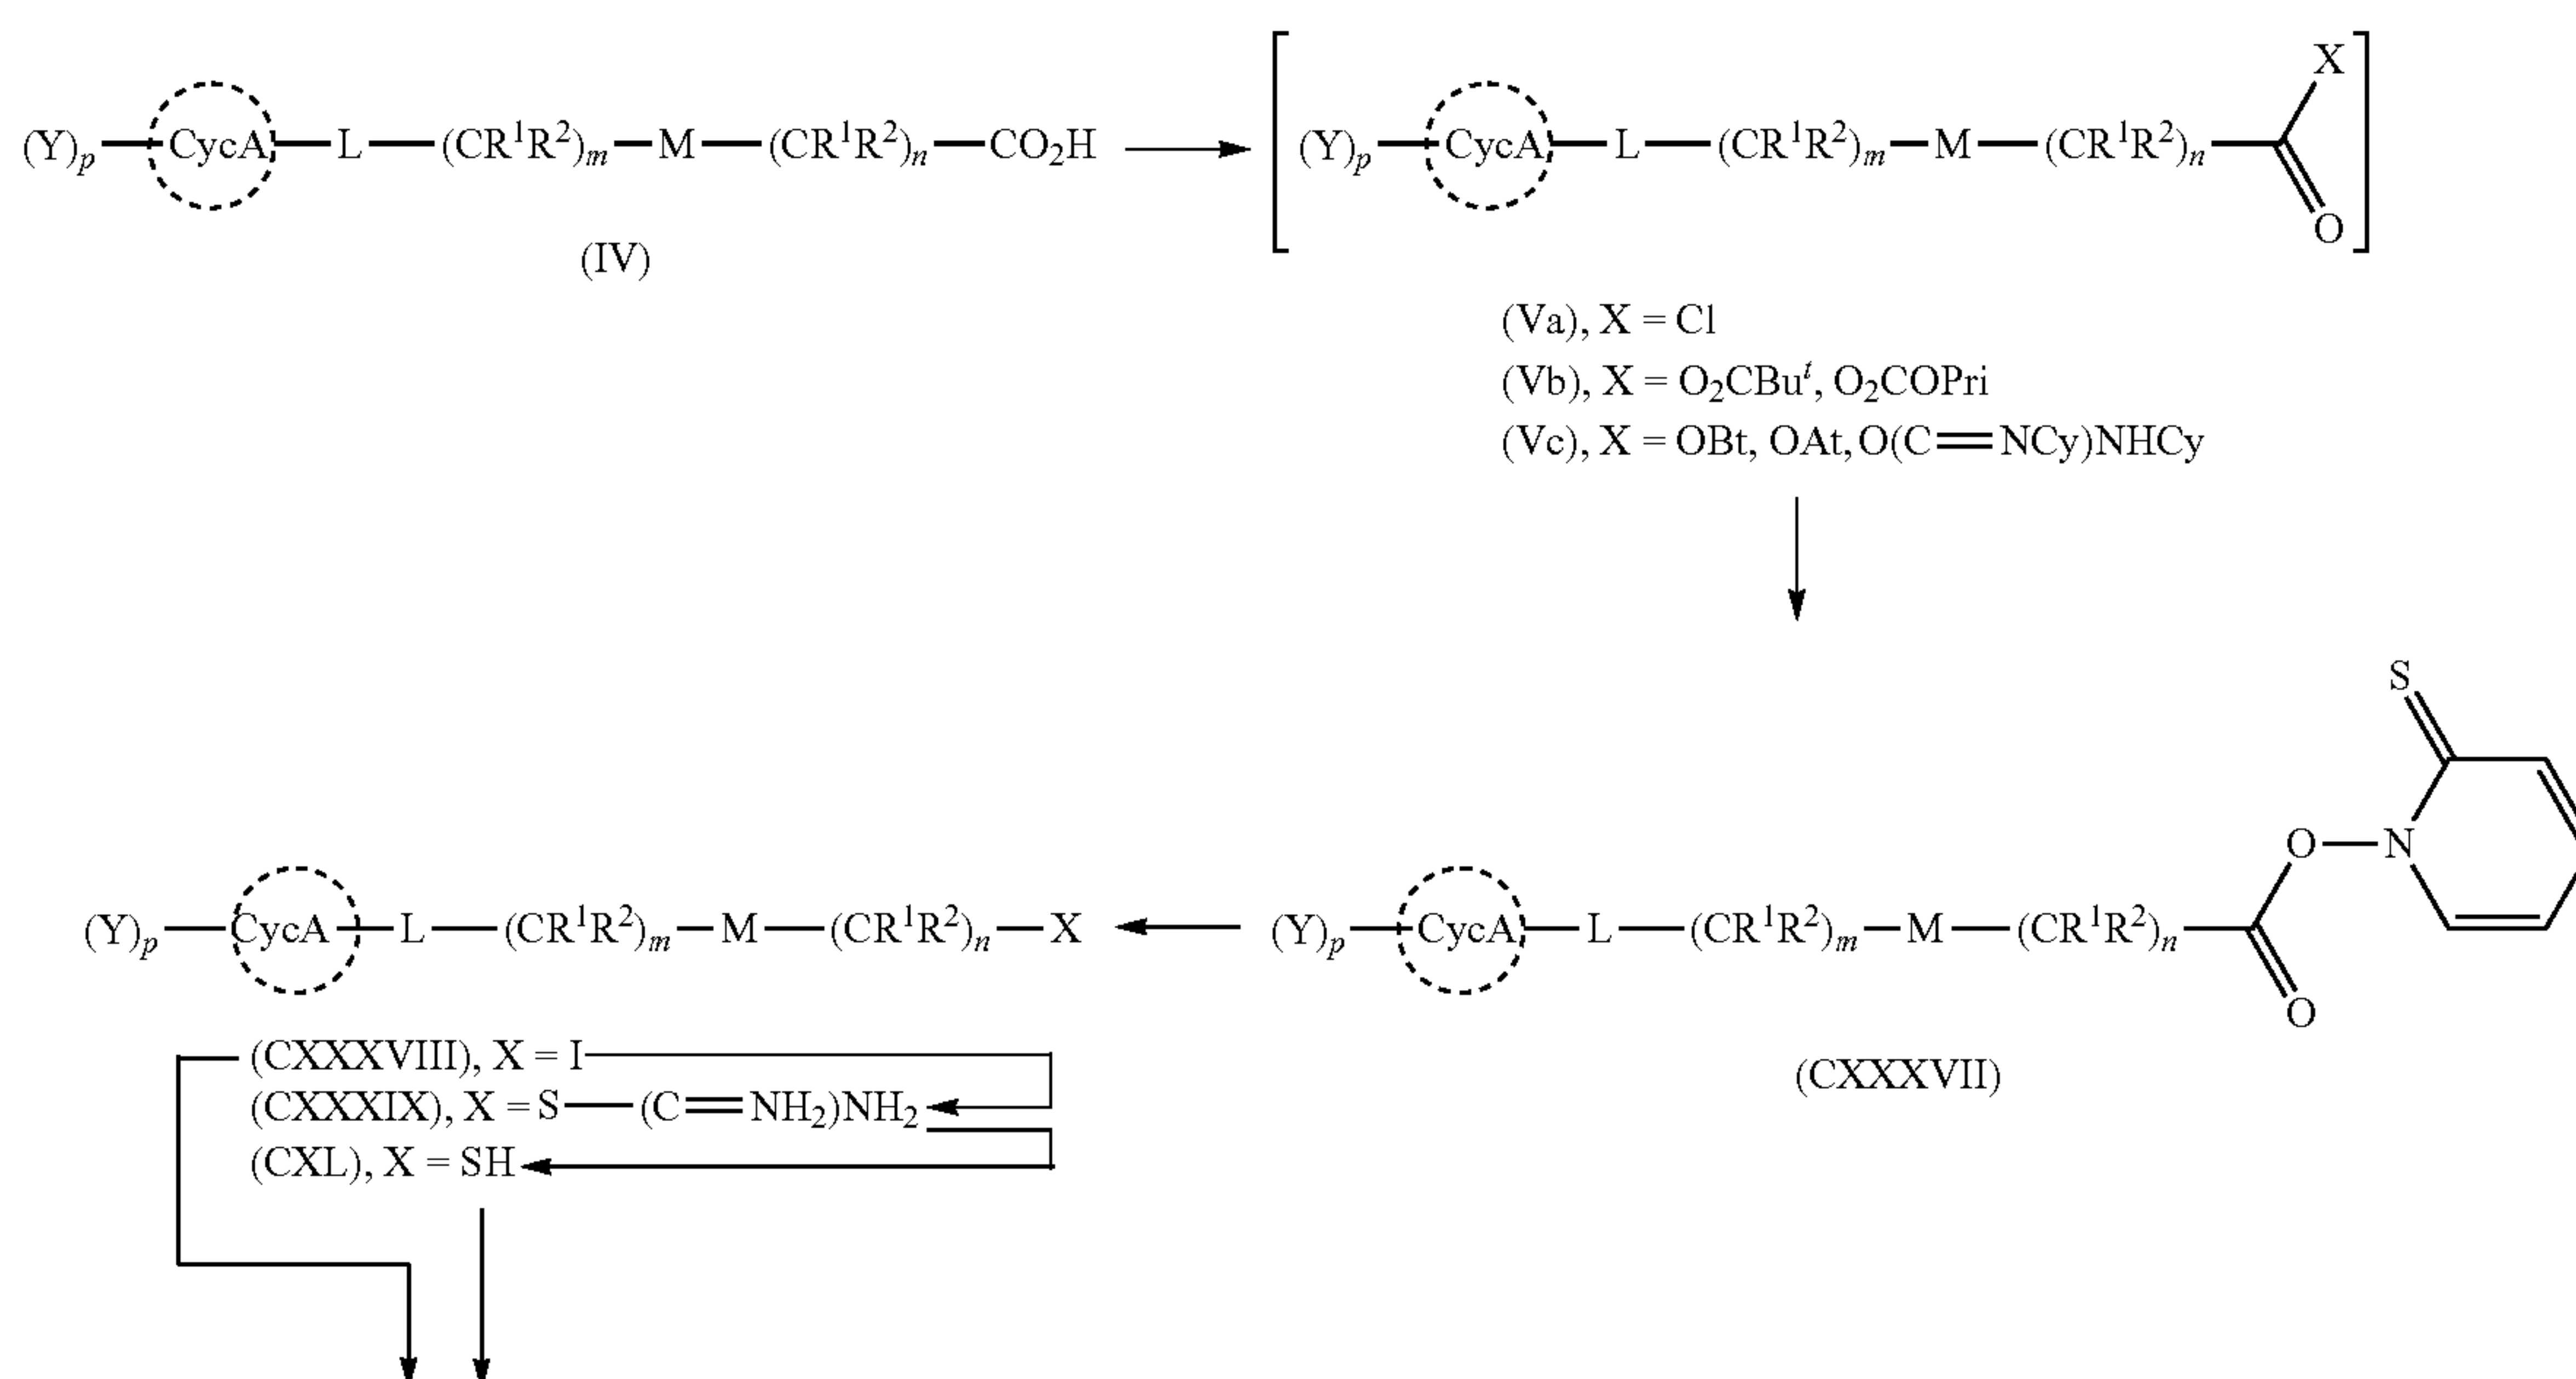 (Y)p—CycA—L—(CR¹R²)m—M—(CR¹R²)n—CO₂H
(IV)
(Y)p—CycA—L—(CR¹R²)m—M—(CR¹R²)n
X
O
(Va), X = Cl
(Vb), X = O₂CBuᵗ, O₂COPri
(Vc), X = OBt, OAt, O(C=NCy)NHCy
S
O—N
(Y)p—CycA—L—(CR¹R²)m—M—(CR¹R²)n
O
(CXXXVII)
(Y)p—CycA—L—(CR¹R²)m—M—(CR¹R²)n—X
(CXXXVIII), X = I
(CXXXIX), X = S—(C=NH₂)NH₂
(CXL), X = SH